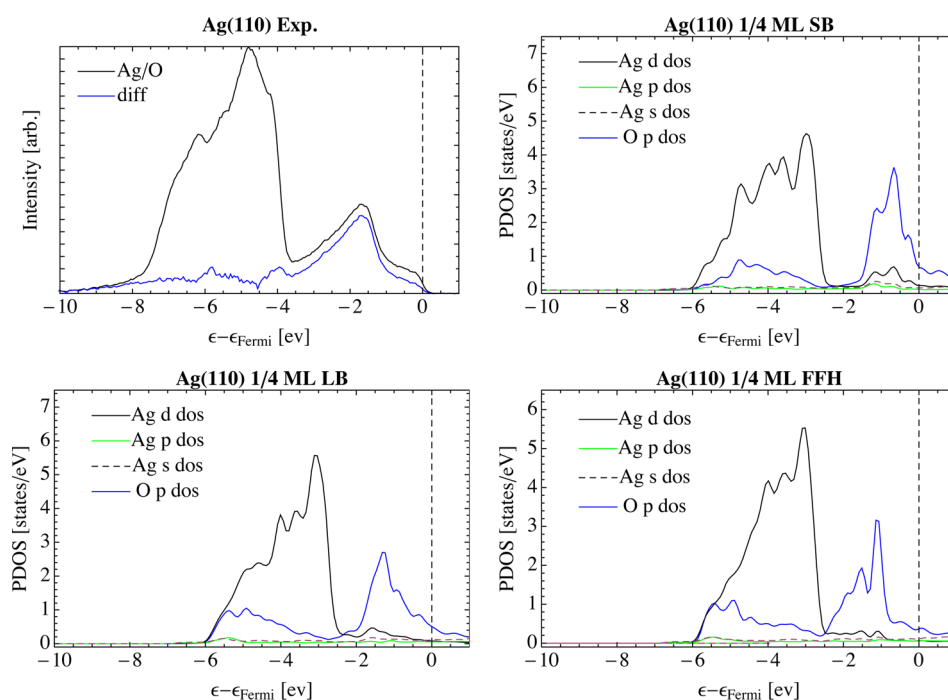 Ag(110) Exp.
Ag/O
diff
Intensity [arb.]
−10 −8 −6 −4 −2 0
ϵ−ϵFermi [ev]
Ag(110) 1/4 ML SB
7
6
5
4
3
2
1
0
Ag d dos
Ag p dos
Ag s dos
O p dos
PDOS [states/eV]
−10 −8 −6 −4 −2 0
ϵ−ϵFermi [ev]
Ag(110) 1/4 ML LB
7
6
5
4
3
2
1
0
Ag d dos
Ag p dos
Ag s dos
O p dos
PDOS [states/eV]
−10 −8 −6 −4 −2 0
ϵ−ϵFermi [ev]
Ag(110) 1/4 ML FFH
6
5
4
3
2
1
0
Ag d dos
Ag p dos
Ag s dos
O p dos
PDOS [states/eV]
−10 −8 −6 −4 −2 0
ϵ−ϵFermi [ev]